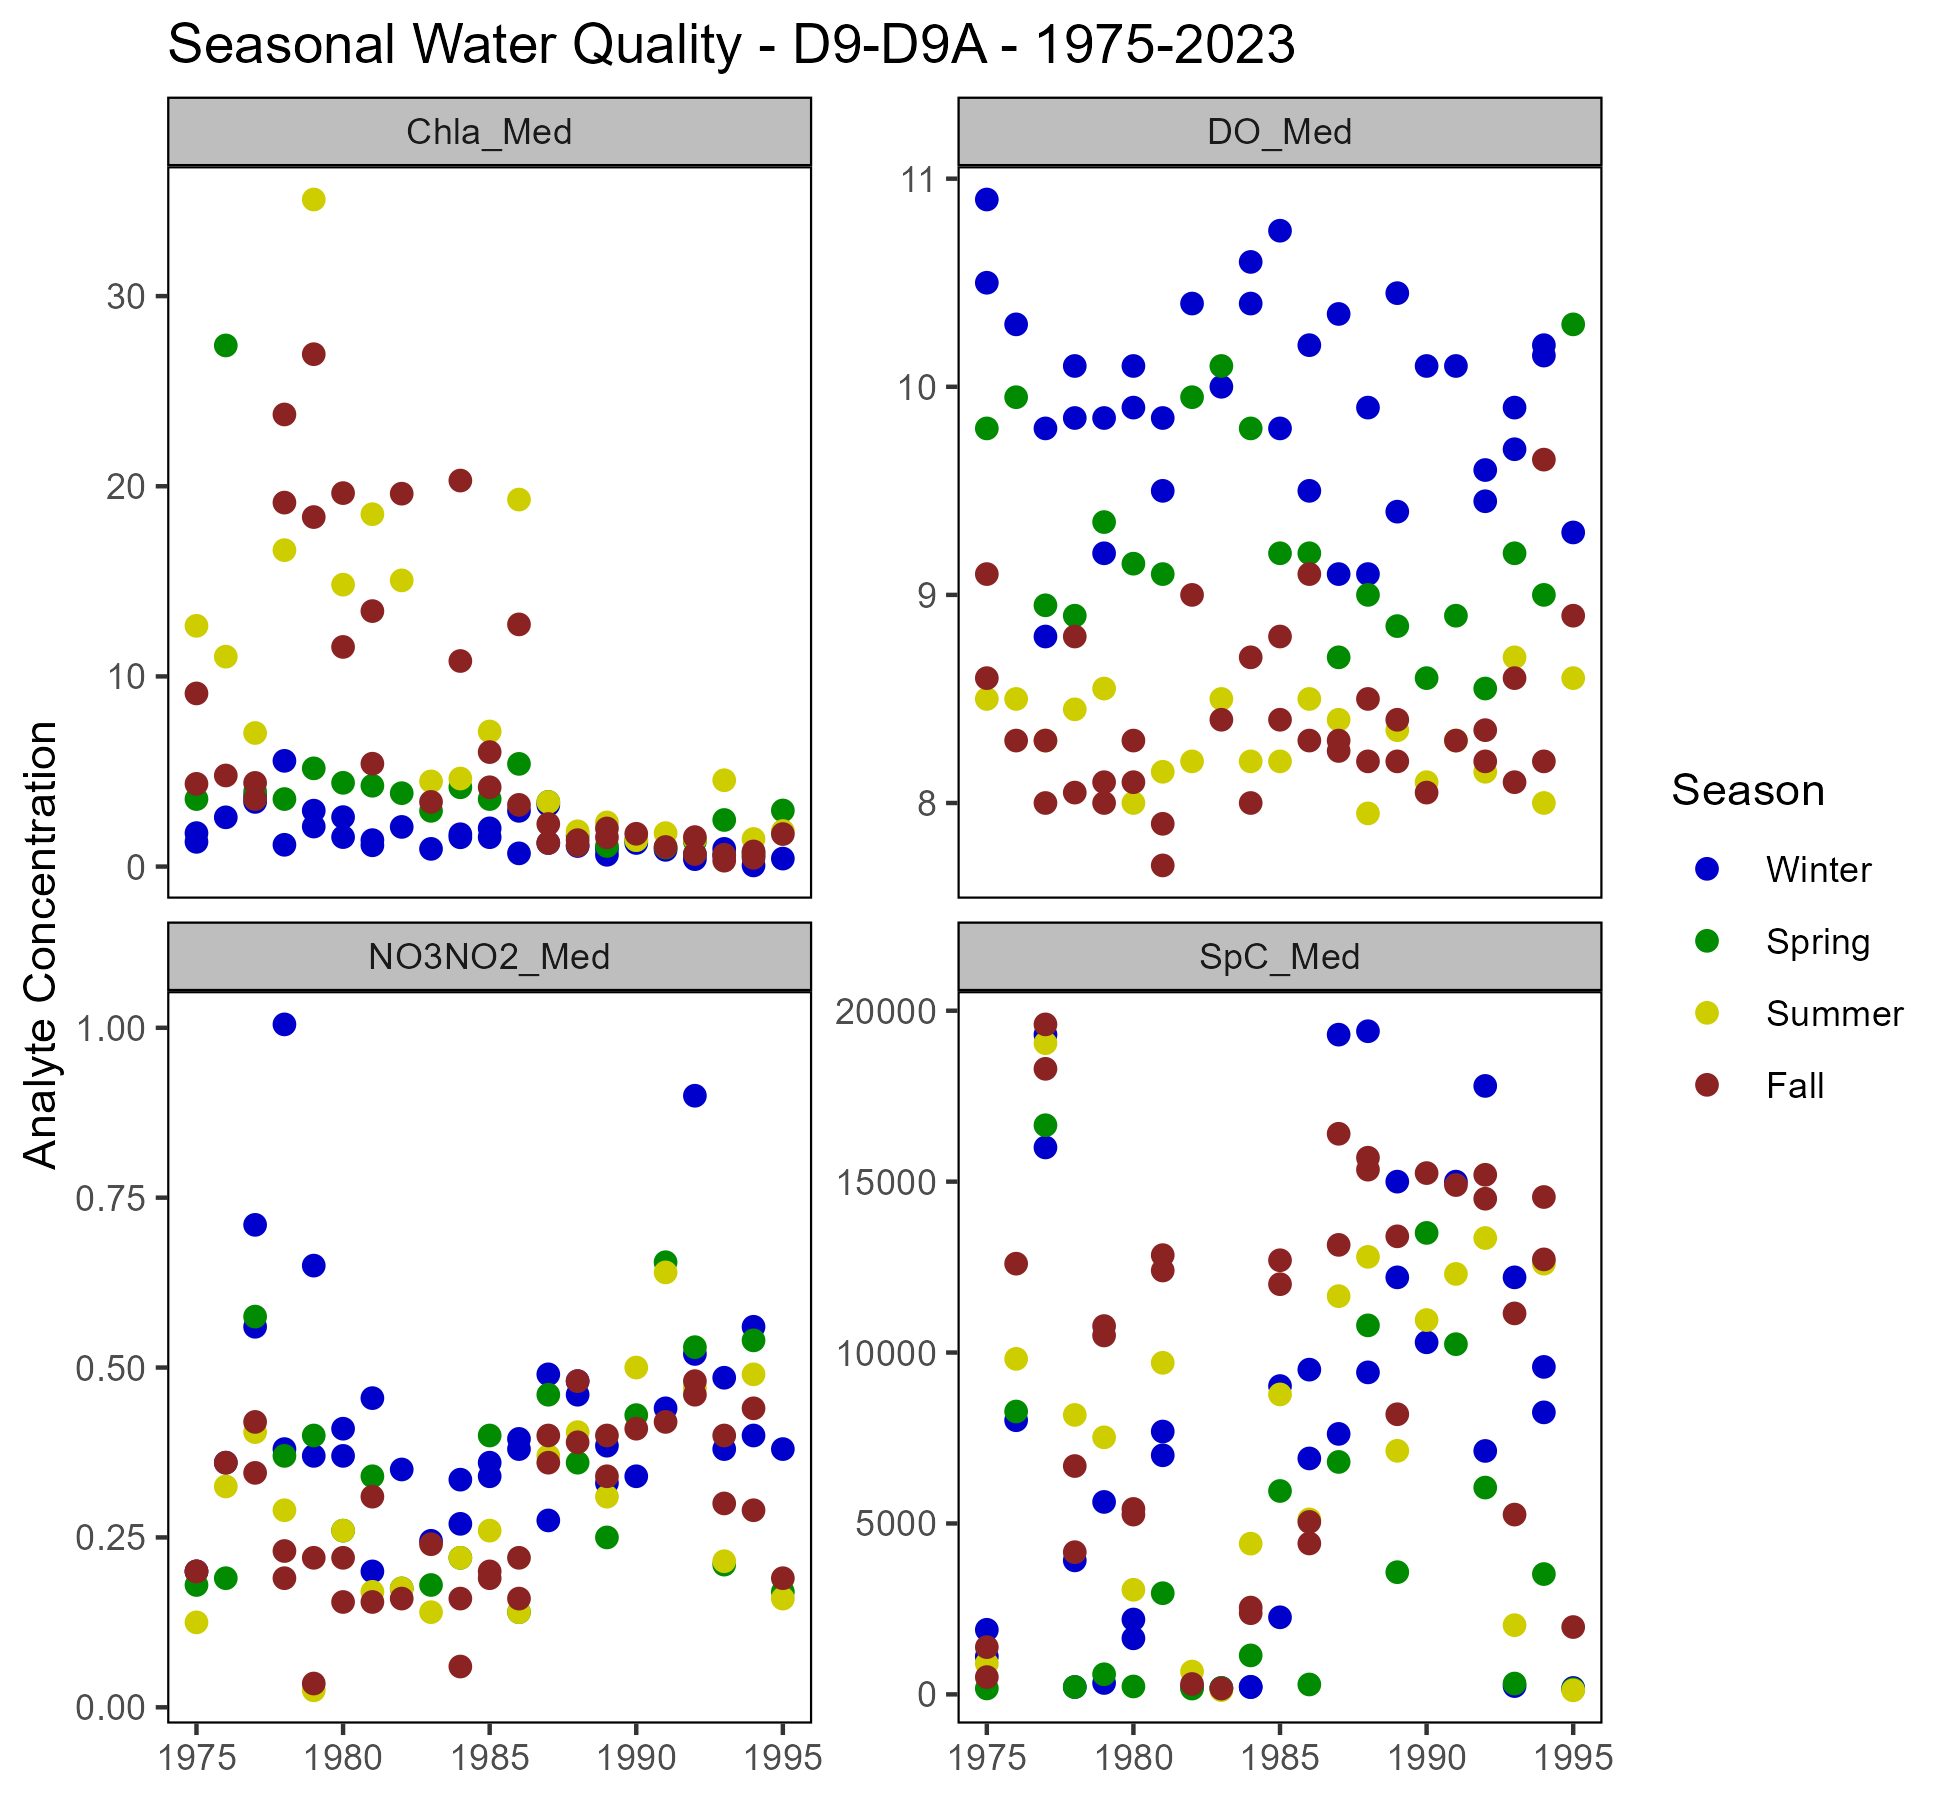 Seasonal Water Quality - D9-D9A - 1975-2023
Chla_Med
DO_Med
30
20
10
0
11
10
9
8
Analyte Concentration
NO3NO2_Med
SpC_Med
1.00
0.75
0.50
0.25
0.00
20000
15000
10000
5000
0
1975 1980 1985 1990 1995
1975 1980 1985 1990 1995
Season
Winter
Spring
Summer
Fall